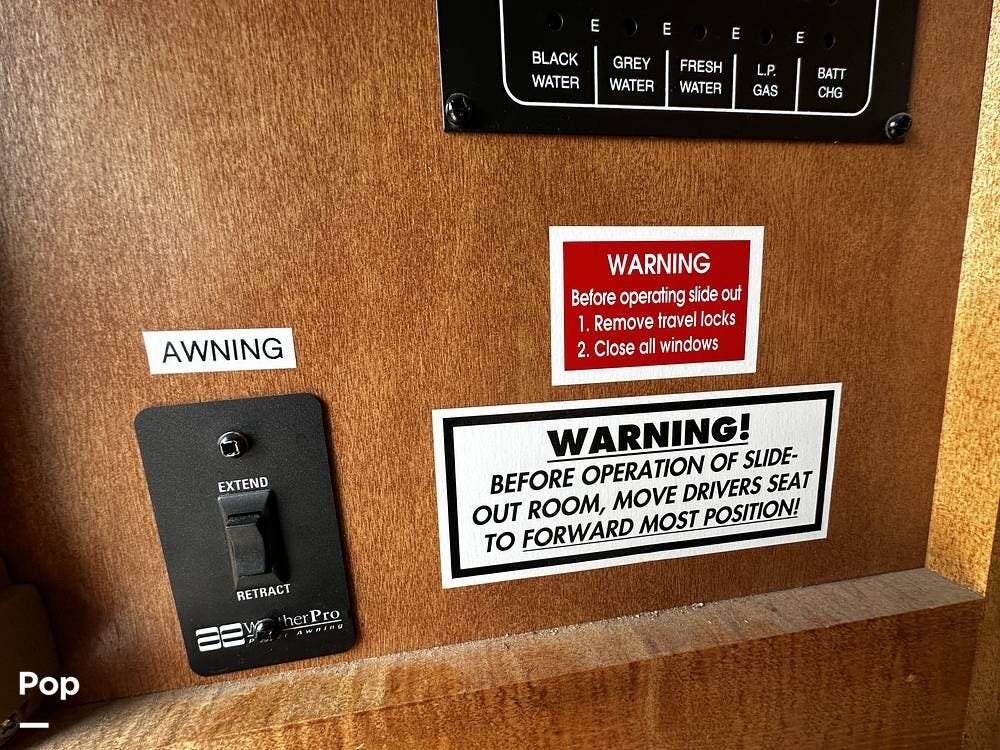 E E E E
BLACK WATER
GREY WATER
FRESH WATER
L.P. GAS
BATT CHG
WARNING
Before operating slide out
1. Remove travel locks
2. Close all windows
AWNING
WARNING!
BEFORE OPERATION OF SLIDE-
OUT ROOM, MOVE DRIVERS SEAT
TO FORWARD MOST POSITION!
EXTEND
RETRACT
Pro
Awning
Pop